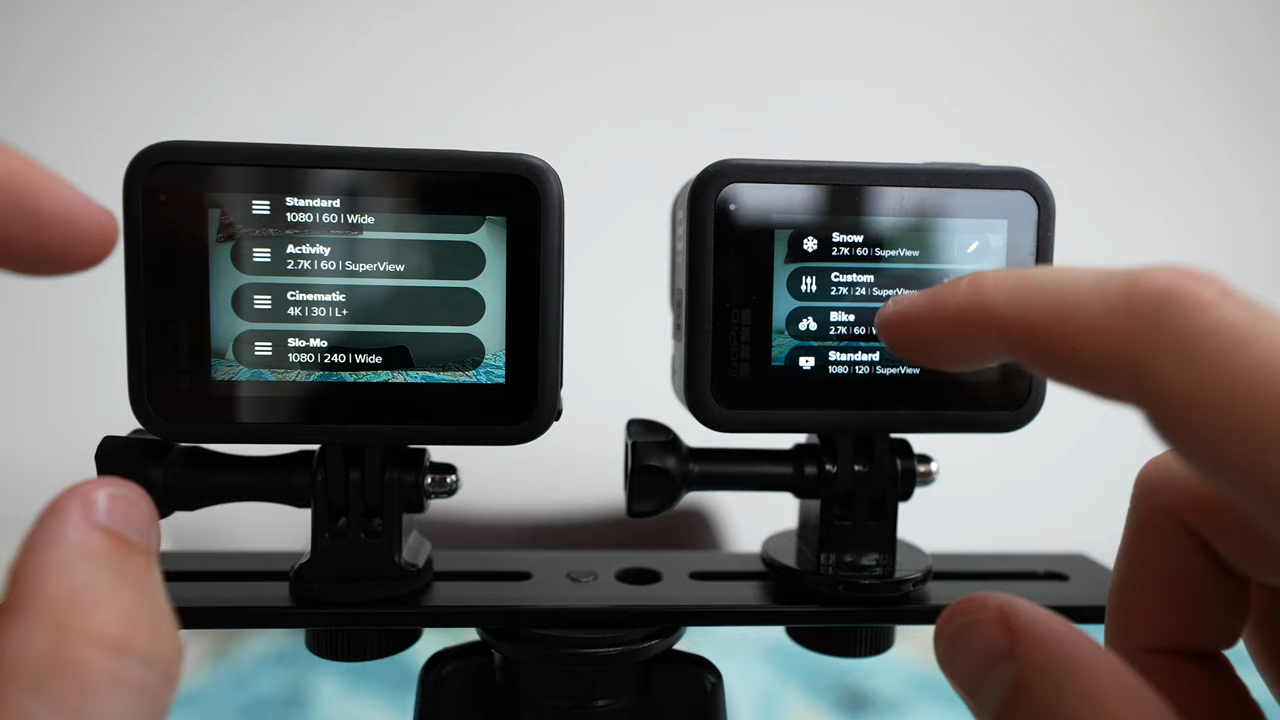 Standard
1080 | 60 | Wide
Activity
2.7K | 60 | SuperView
Cinematic
4K | 30 | L+
Slo-Mo
1080 | 240 | Wide
Snow
2.7K | 60 | SuperView
Custom
2.7K | 24 | SuperView
Bike
2.7K | 60 |
Standard
1080 | 120 | SuperView
GoPro